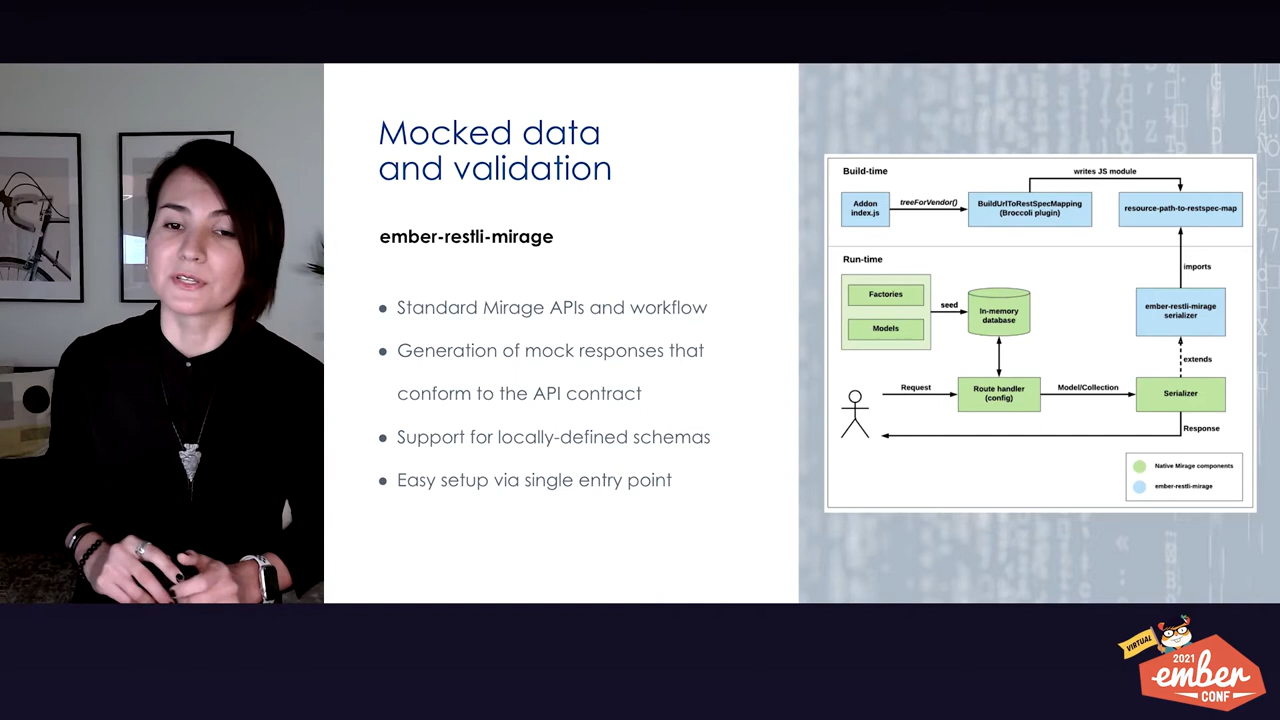 Mocked data
and validation
ember-restli-mirage
Standard Mirage APIs and workflow
Generation of mock responses that
conform to the API contract
Support for locally-defined schemas
Easy setup via single entry point
Build-time
writes JS module
Addon
index.js
treeForVendor()
BuildUrlToRestSpecMapping
(Broccoli plugin)
resource-path-to-restspec-map
Run-time
imports
Factories
Models
seed
In-memory
database
ember-restli-mirage
serializer
extends
Request
Route handler
(config)
Model/Collection
Serializer
Response
Native Mirage components
ember-restli-mirage
VIRTUAL
2021
ember
CONF